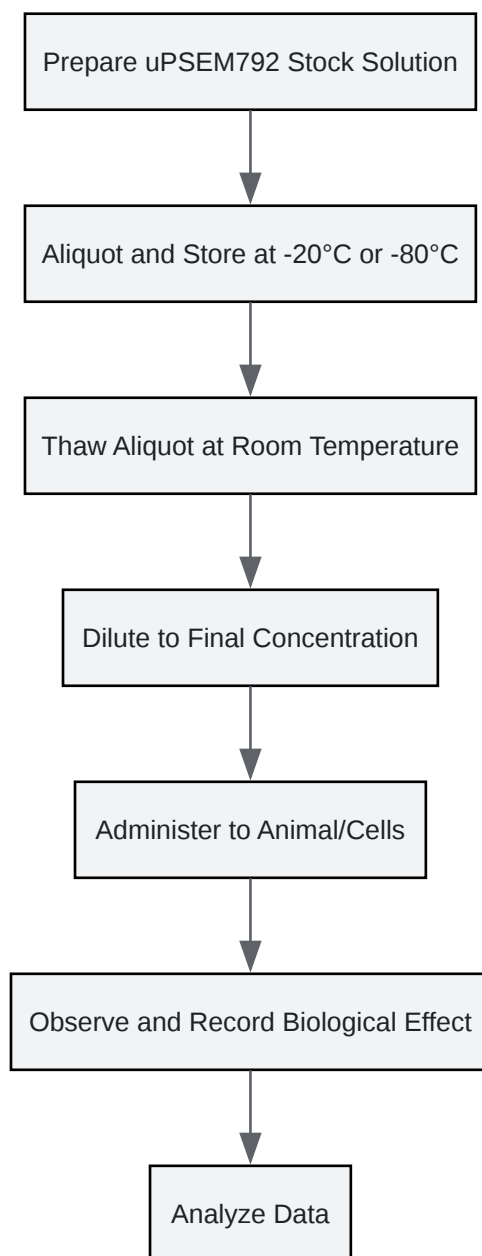 Prepare uPSEM792 Stock Solution
Aliquot and Store at -20°C or -80°C
Thaw Aliquot at Room Temperature
Dilute to Final Concentration
Administer to Animal/Cells
Observe and Record Biological Effect
Analyze Data